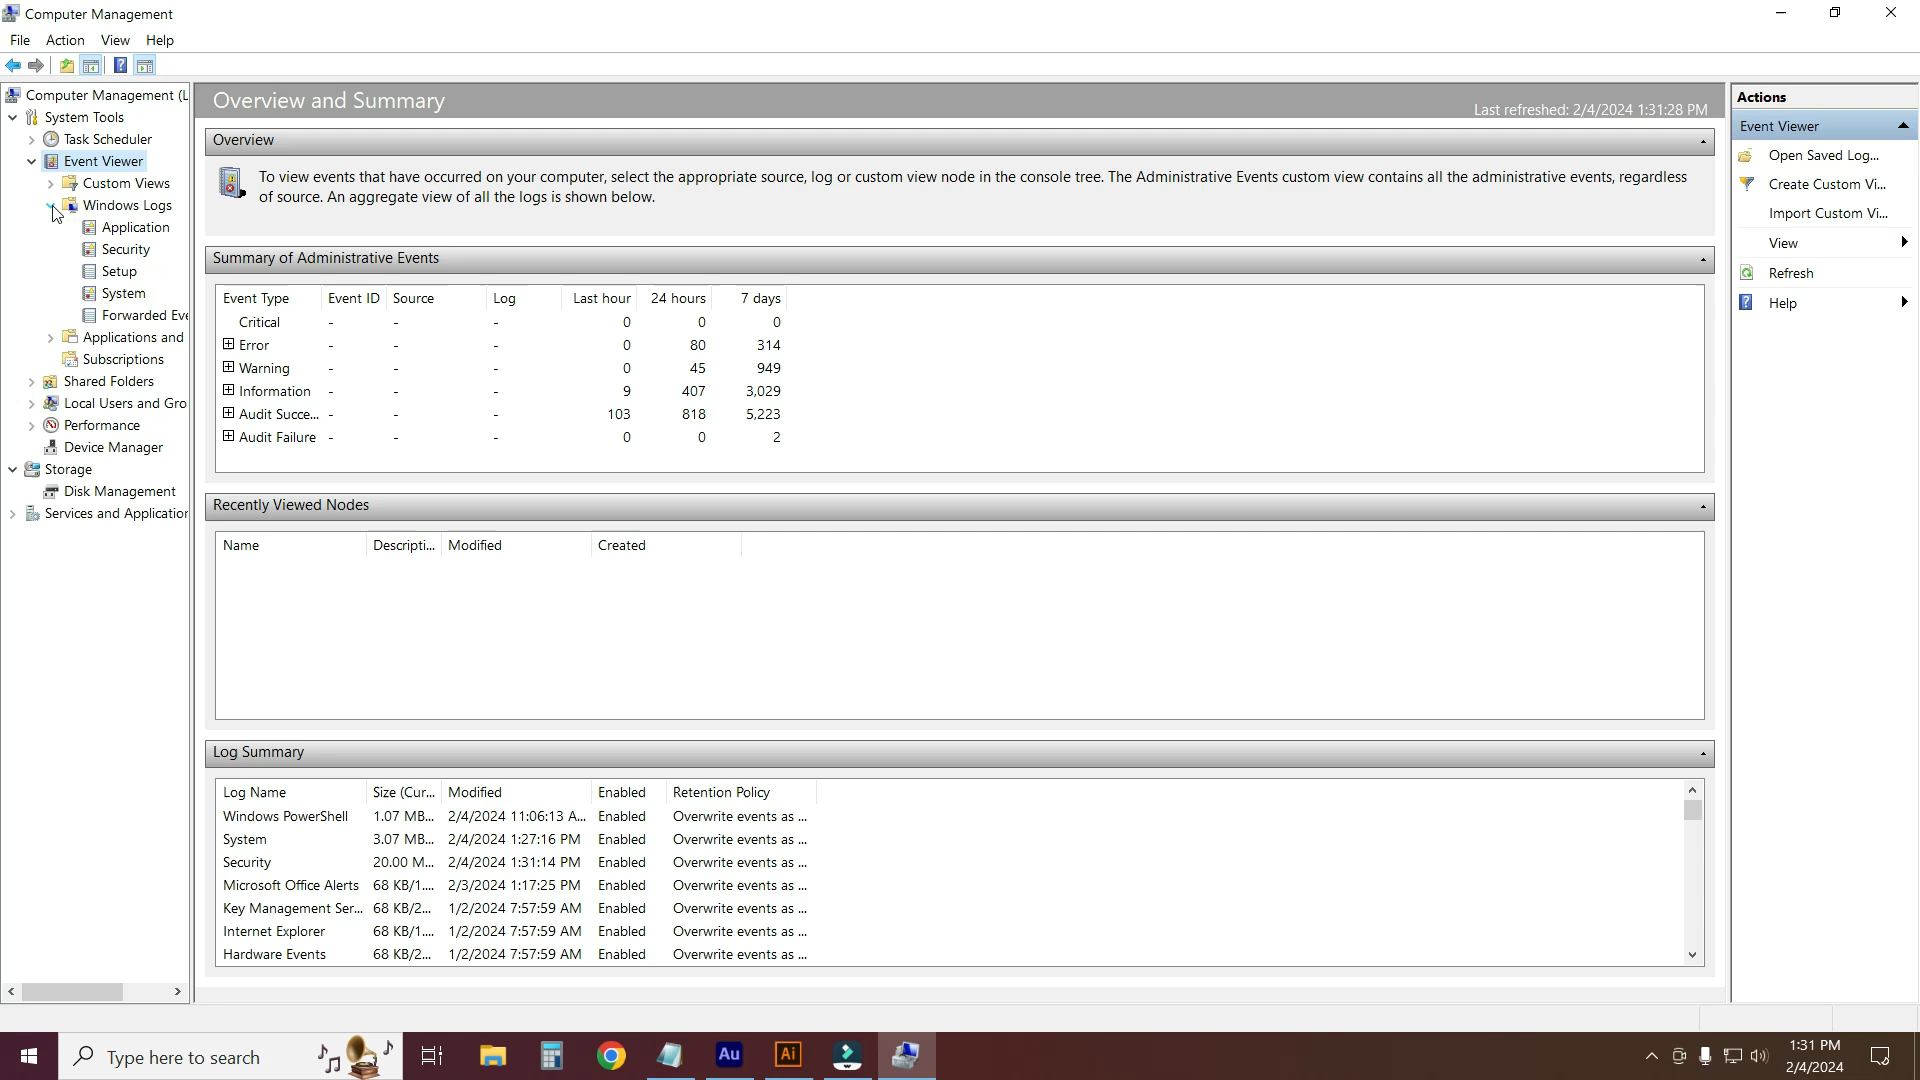 Computer Management
File Action View Help
Computer Management (L
System Tools
Task Scheduler
Event Viewer
Custom Views
Windows Logs
Application
Security
Setup
System
Forwarded Eve
Applications and
Subscriptions
Shared Folders
Local Users and Gro
Performance
Device Manager
Storage
Disk Management
Services and Application
Overview and Summary
Last refreshed: 2/4/2024 1:31:28 PM
Overview
To view events that have occurred on your computer, select the appropriate source, log or custom view node in the console tree. The Administrative Events custom view contains all the administrative events, regardless
of source. An aggregate view of all the logs is shown below.
Summary of Administrative Events
Event Type Event ID Source Log Last hour 24 hours 7 days
Critical - - - 0 0 0
Error - - - 0 80 314
Warning - - - 0 45 949
Information - - - 9 407 3,029
Audit Succe... - - - 103 818 5,223
Audit Failure - - - 0 0 2
Recently Viewed Nodes
Name Descripti... Modified Created
Log Summary
Log Name Size (Cur... Modified Enabled Retention Policy
Windows PowerShell 1.07 MB... 2/4/2024 11:06:13 A... Enabled Overwrite events as ...
System 3.07 MB... 2/4/2024 1:27:16 PM Enabled Overwrite events as ...
Security 20.00 M... 2/4/2024 1:31:14 PM Enabled Overwrite events as ...
Microsoft Office Alerts 68 KB/1.... 2/3/2024 1:17:25 PM Enabled Overwrite events as ...
Key Management Ser... 68 KB/2... 1/2/2024 7:57:59 AM Enabled Overwrite events as ...
Internet Explorer 68 KB/1.... 1/2/2024 7:57:59 AM Enabled Overwrite events as ...
Hardware Events 68 KB/2... 1/2/2024 7:57:59 AM Enabled Overwrite events as ...
Actions
Event Viewer
Open Saved Log...
Create Custom Vi...
Import Custom Vi...
View
Refresh
Help
Type here to search
Au
Ai
1:31 PM
2/4/2024